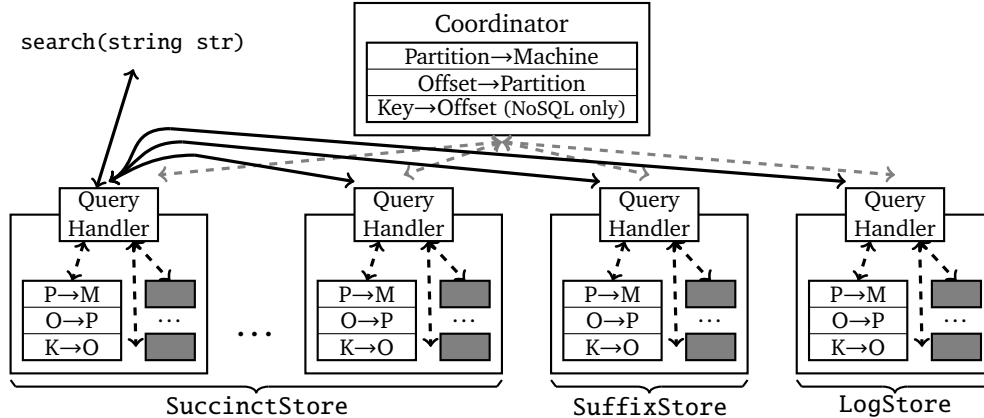 Coordinator
search(string str)
Partition→Machine
Offset→Partition
Key→Offset (NoSQL only)
Query
Handler
Query
Handler
Query
Handler
Query
Handler
P→M
O→P
K→O
...
...
P→M
O→P
K→O
...
P→M
O→P
K→O
...
P→M
O→P
K→O
...
SuccinctStore
SuffixStore
LogStore